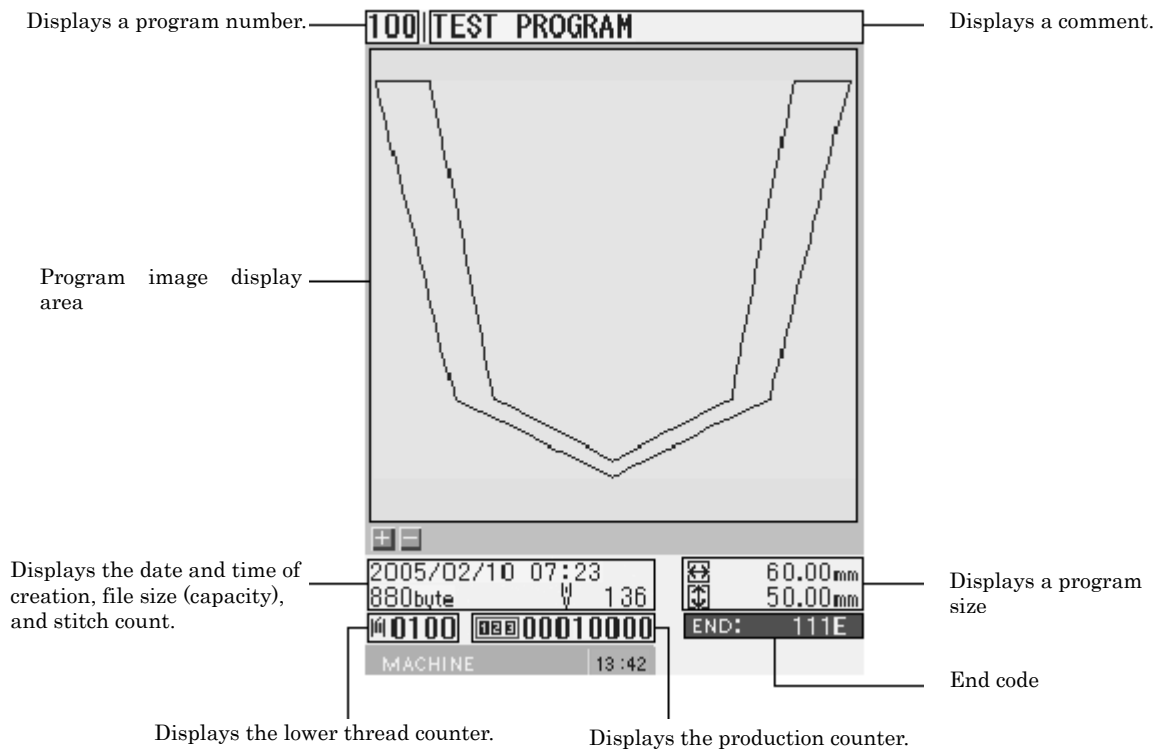 Displays a program number.
100 TEST PROGRAM
Displays a comment.
Program image display
area
Displays the date and time of
creation, file size (capacity),
and stitch count.
2005/02/10 07:23
880byte 136
60.00mm
50.00mm
Displays a program
size
0100 123 00010000
END: 111E
MACHINE 13:42
End code
Displays the lower thread counter.
Displays the production counter.